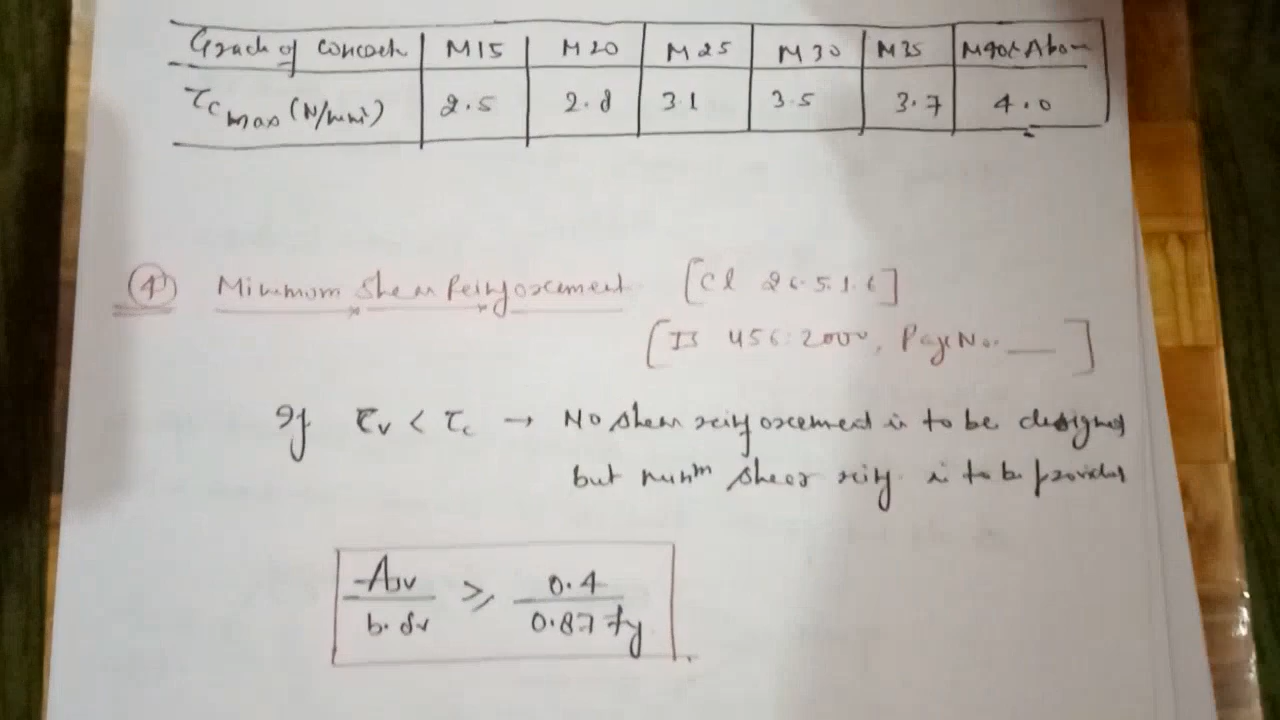 Grade of Concrete M15 M20 M25 M30 M35 M40 & Above
τc max (N/mm²) 2.5 2.8 3.1 3.5 3.7 4.0
④ Minimum Shear Reinforcement [Cl 26.5.1.6]
[IS 456:2000, Page No. __ ]
If τv < τc → No shear reinforcement is to be designed
but minm shear reinf. is to be provided
Asv / b.Sv ≥ 0.4 / 0.87 fy